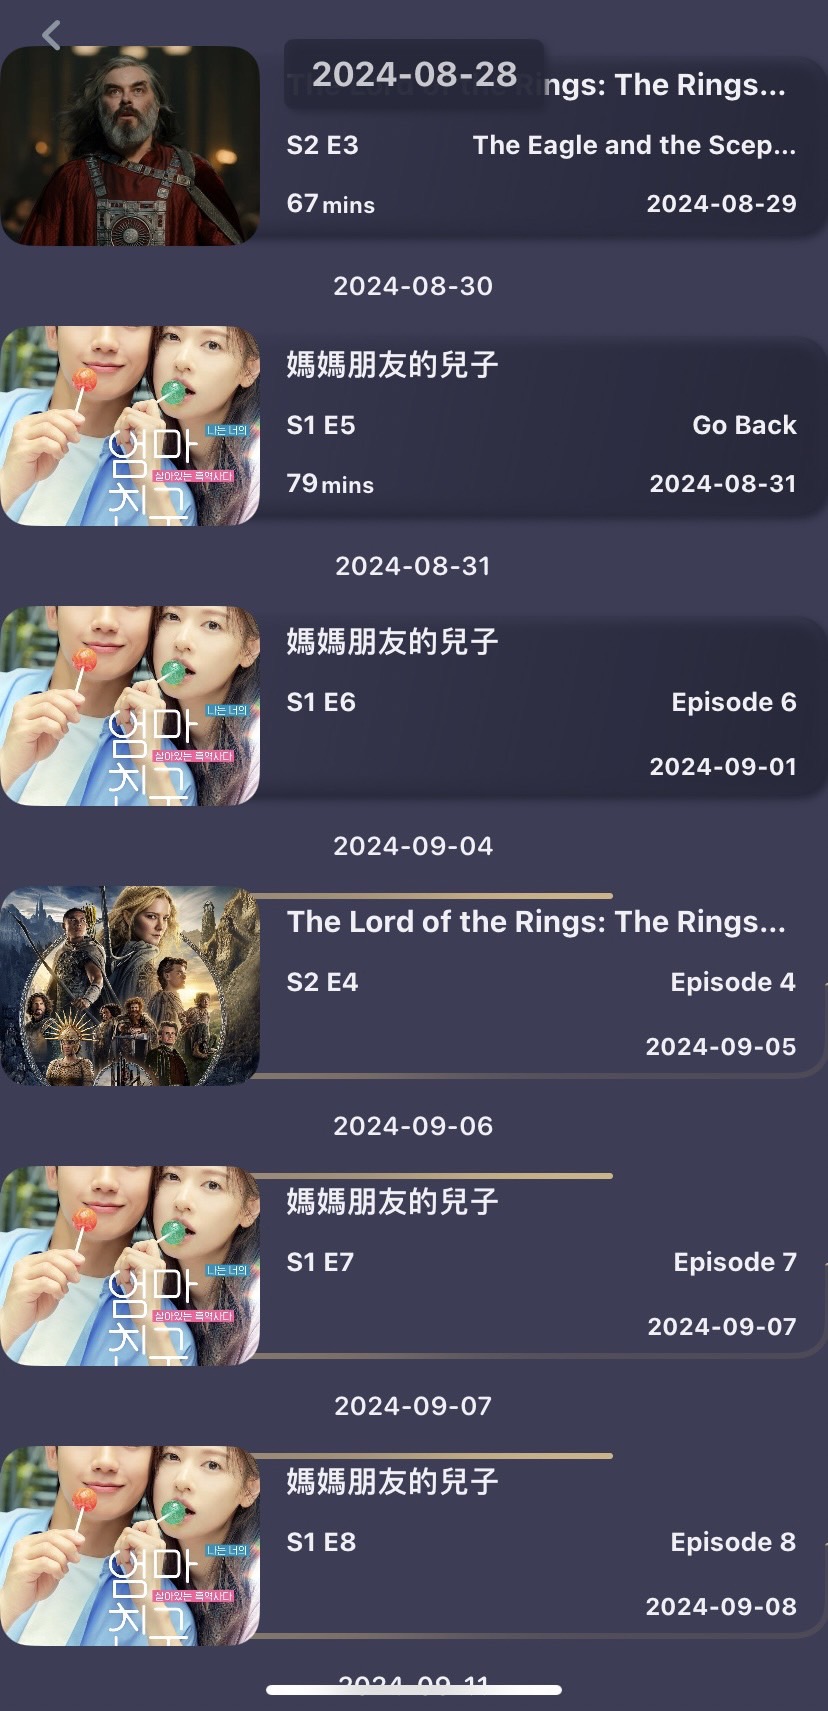 2024-08-28
ngs: The Rings...
S2 E3
The Eagle and the Scep...
67 mins
2024-08-29
2024-08-30
媽媽朋友的兒子
나는 너의
엄마
살아있는 흑역사다
친구
S1 E5
Go Back
79 mins
2024-08-31
2024-08-31
媽媽朋友的兒子
나는 너의
엄마
살아있는 흑역사다
친구
S1 E6
Episode 6
2024-09-01
2024-09-04
The Lord of the Rings: The Rings...
S2 E4
Episode 4
2024-09-05
2024-09-06
媽媽朋友的兒子
나는 너의
엄마
살아있는 흑역사다
친구
S1 E7
Episode 7
2024-09-07
2024-09-07
媽媽朋友的兒子
나는 너의
엄마
살아있는 흑역사다
친구
S1 E8
Episode 8
2024-09-08
2024-09-11